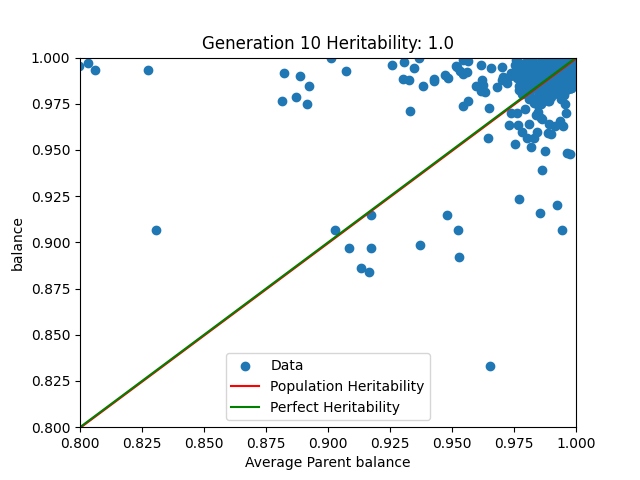 Generation 10 Heritability: 1.0
1.000
0.975
0.950
0.925
0.900
0.875
0.850
0.825
0.800
balance
Data
Population Heritability
Perfect Heritability
0.800 0.825 0.850 0.875 0.900 0.925 0.950 0.975 1.000
Average Parent balance